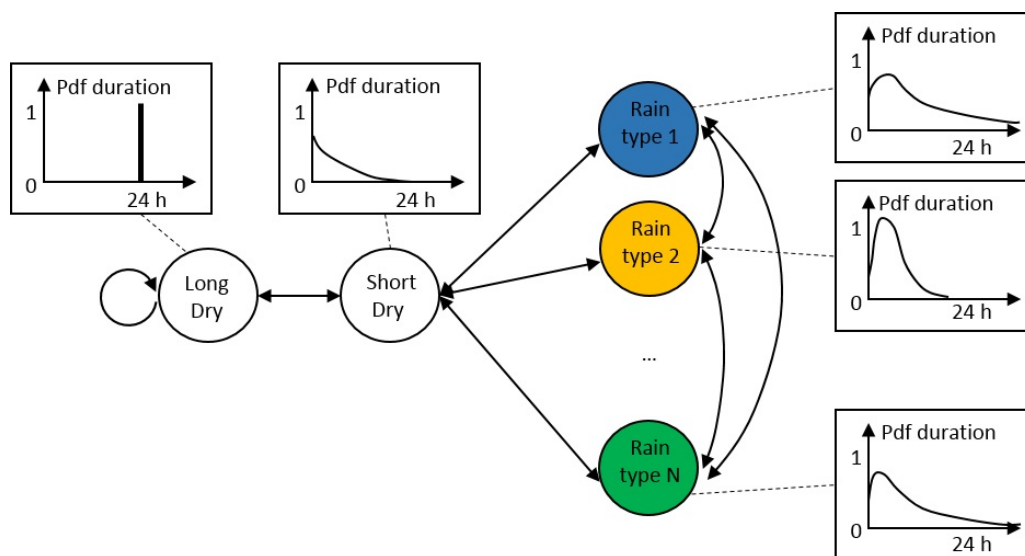 Pdf duration
1
0
24 h
Pdf duration
1
0
24 h
Pdf duration
1
0
24 h
Pdf duration
1
0
24 h
Pdf duration
1
0
24 h
Long
Dry
Short
Dry
Rain
type 1
Rain
type 2
...
Rain
type N